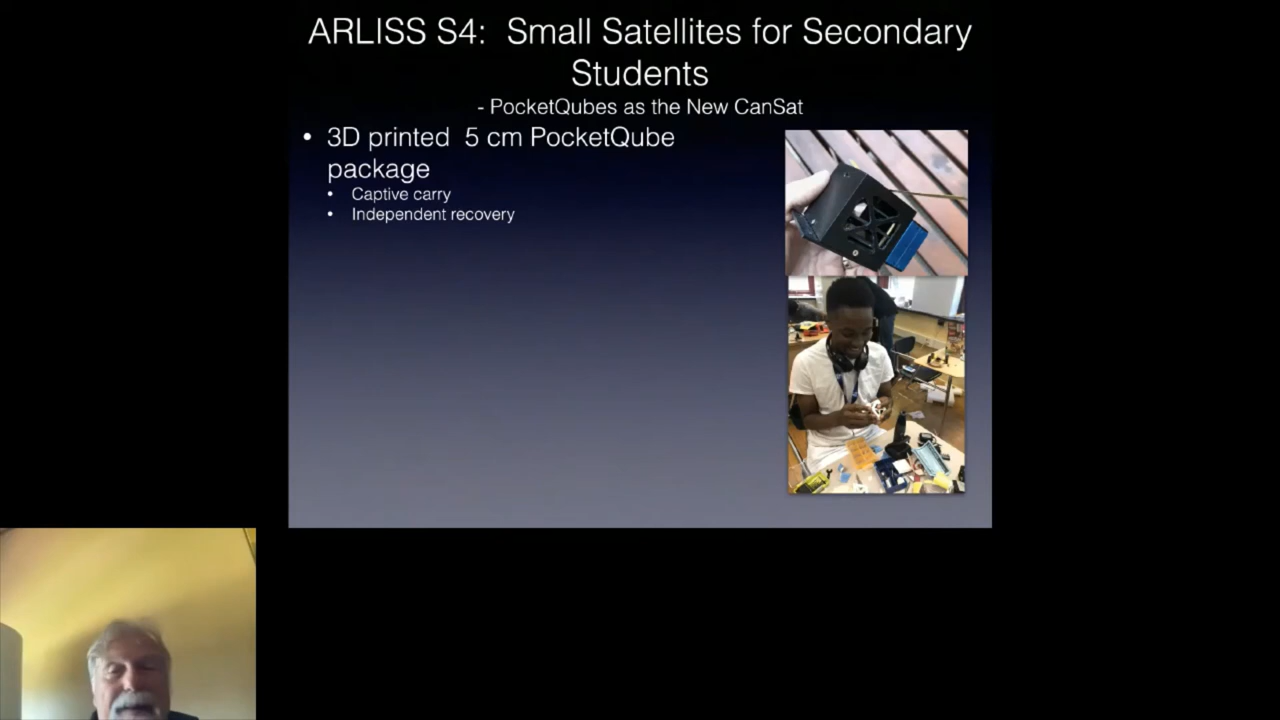 ARLISS S4: Small Satellites for Secondary
Students
- PocketQubes as the New CanSat
• 3D printed 5 cm PocketQube
package
• Captive carry
• Independent recovery